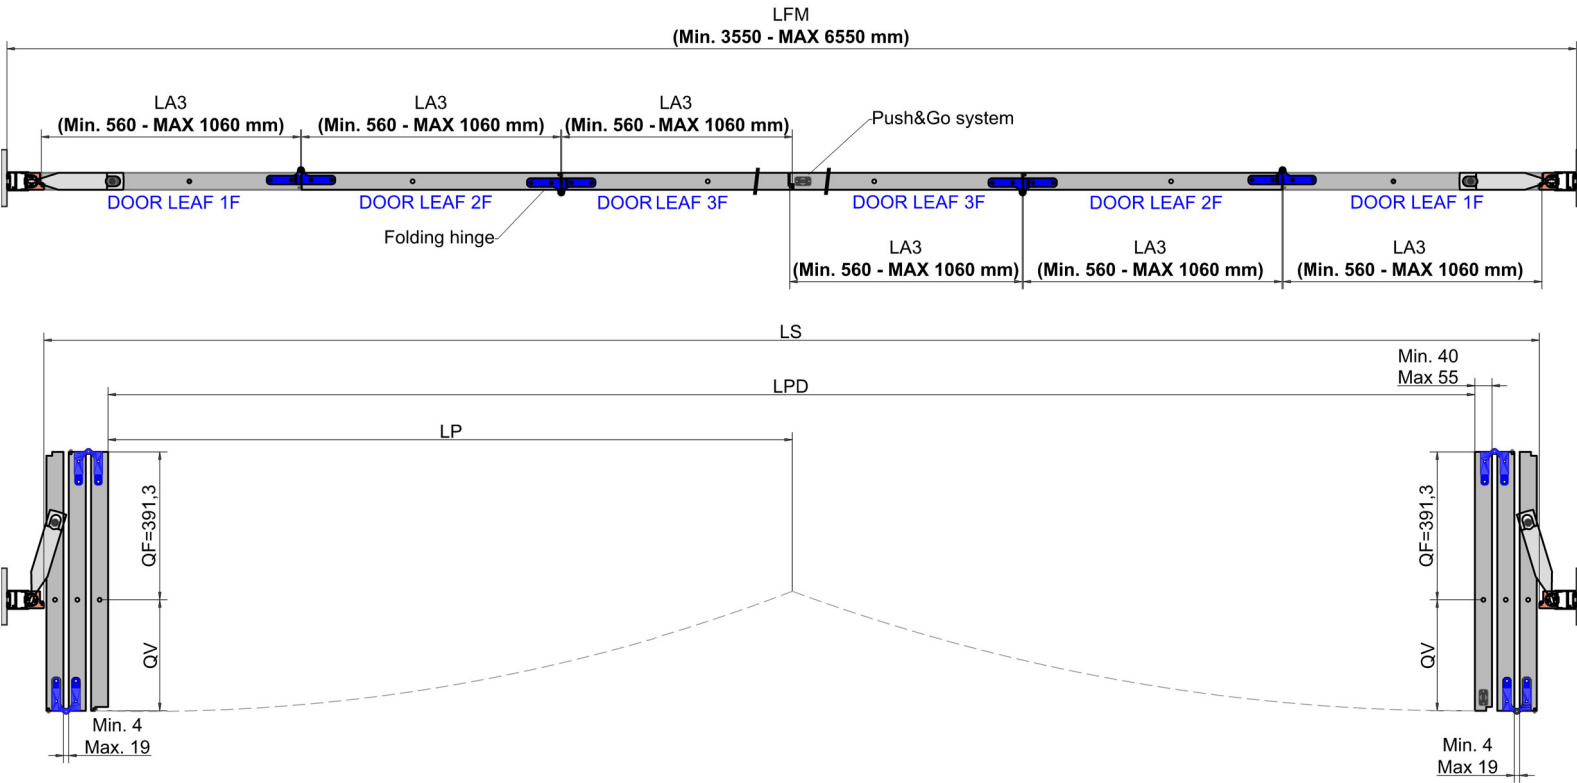 LFM
(Min. 3550 - MAX 6550 mm)
LA3
(Min. 560 - MAX 1060 mm)
LA3
(Min. 560 - MAX 1060 mm)
LA3
(Min. 560 - MAX 1060 mm)
Push&Go system
DOOR LEAF 1F
DOOR LEAF 2F
DOOR LEAF 3F
DOOR LEAF 3F
DOOR LEAF 2F
DOOR LEAF 1F
Folding hinge
LA3
(Min. 560 - MAX 1060 mm)
LA3
(Min. 560 - MAX 1060 mm)
LA3
(Min. 560 - MAX 1060 mm)
LS
Min. 40
Max 55
LPD
LP
QF=391,3
QF=391,3
QV
QV
Min. 4
Max. 19
Min. 4
Max 19